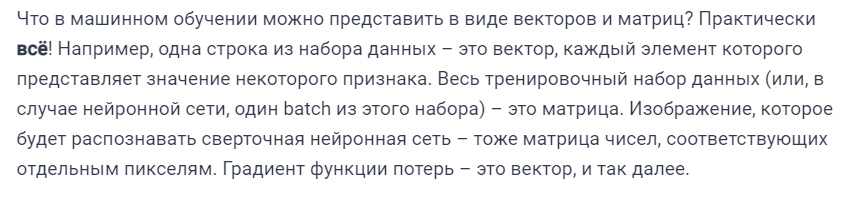 Что в машинном обучении можно представить в виде векторов и матриц? Практически
всё! Например, одна строка из набора данных – это вектор, каждый элемент которого
представляет значение некоторого признака. Весь тренировочный набор данных (или, в
случае нейронной сети, один batch из этого набора) – это матрица. Изображение, которое
будет распознавать сверточная нейронная сеть – тоже матрица чисел, соответствующих
отдельным пикселям. Градиент функции потерь – это вектор, и так далее.